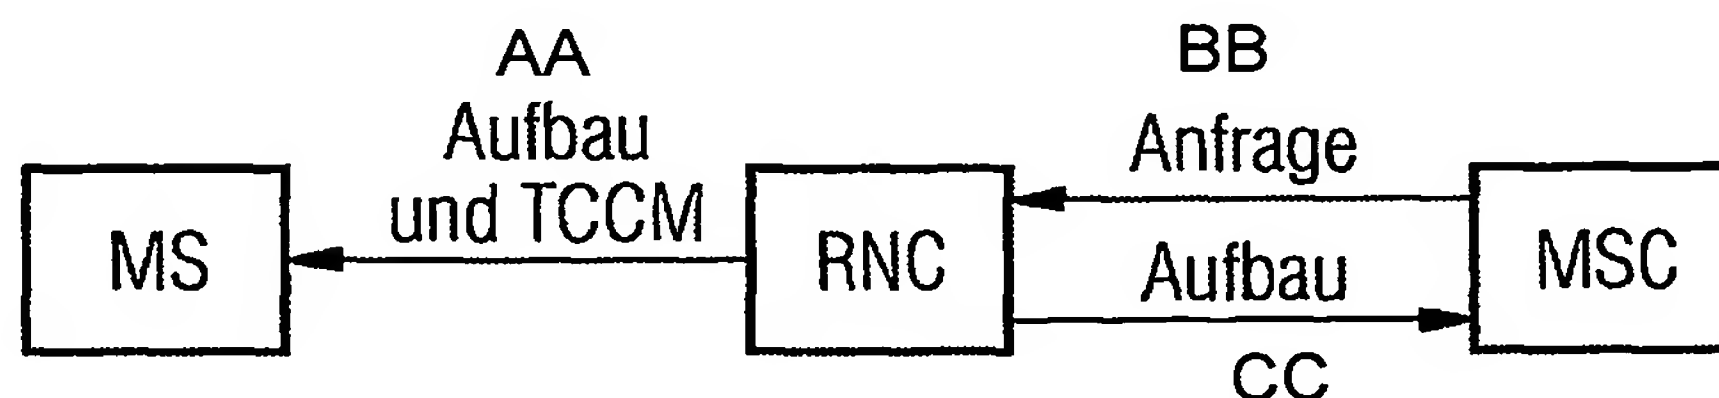 AA
Aufbau
und TCCM
BB
Anfrage
MS
RNC
Aufbau
MSC
CC